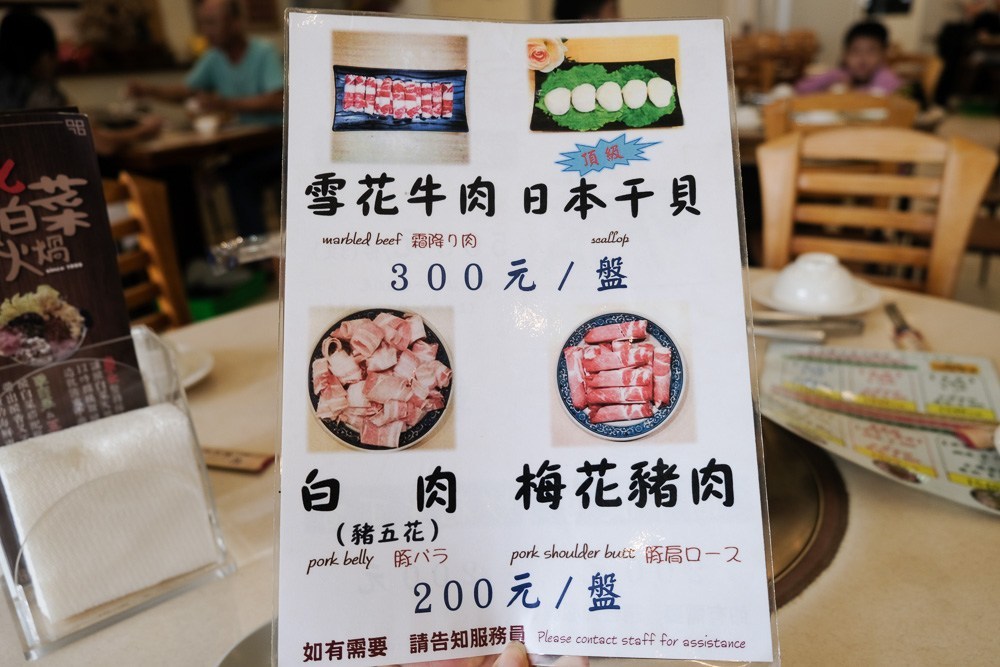 頂級
雪花牛肉 日本干貝
marbled beef 霜降り肉 scallop
300元/盤
白 肉 梅花豬肉
(豬五花)
pork belly 豚バラ pork shoulder butt 豚肩ロース
200元/盤
如有需要 請告知服務員 Please contact staff for assistance
白菜
火鍋